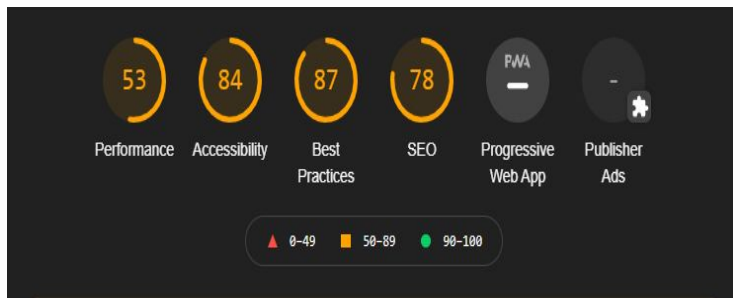 53 84 87 78 PWA -
Performance Accessibility Best Practices SEO Progressive Web App Publisher Ads
0-49 50-89 90-100